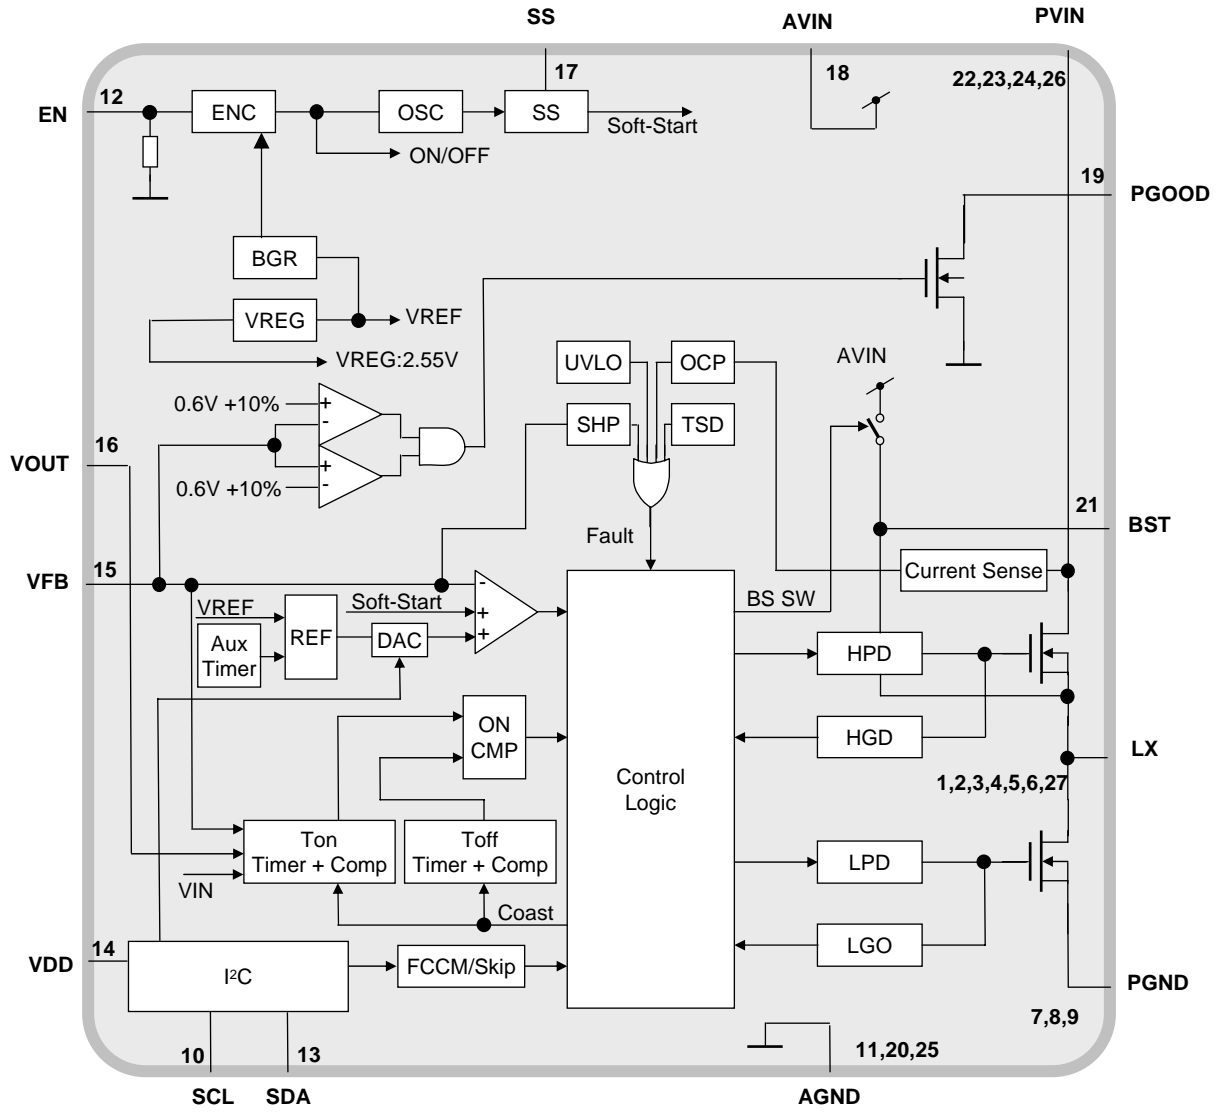 SS
AVIN
PVIN
17
18
22,23,24,26
EN
12
ENC
OSC
SS
Soft-Start
ON/OFF
19
PGOOD
BGR
VREG
VREF
VREG:2.55V
UVLO
OCP
AVIN
0.6V +10%
+
-
SHP
TSD
16
VOUT
+
-
0.6V +10%
21
BST
Fault
15
VFB
Current Sense
-
+
+
BS SW
VREF
Soft-Start
REF
DAC
Aux
Timer
HPD
ON
CMP
HGD
LX
Control
Logic
1,2,3,4,5,6,27
Ton
Timer + Comp
Toff
Timer + Comp
LPD
VIN
Coast
14
VDD
I²C
FCCM/Skip
LGO
PGND
7,8,9
10
13
11,20,25
SCL
SDA
AGND